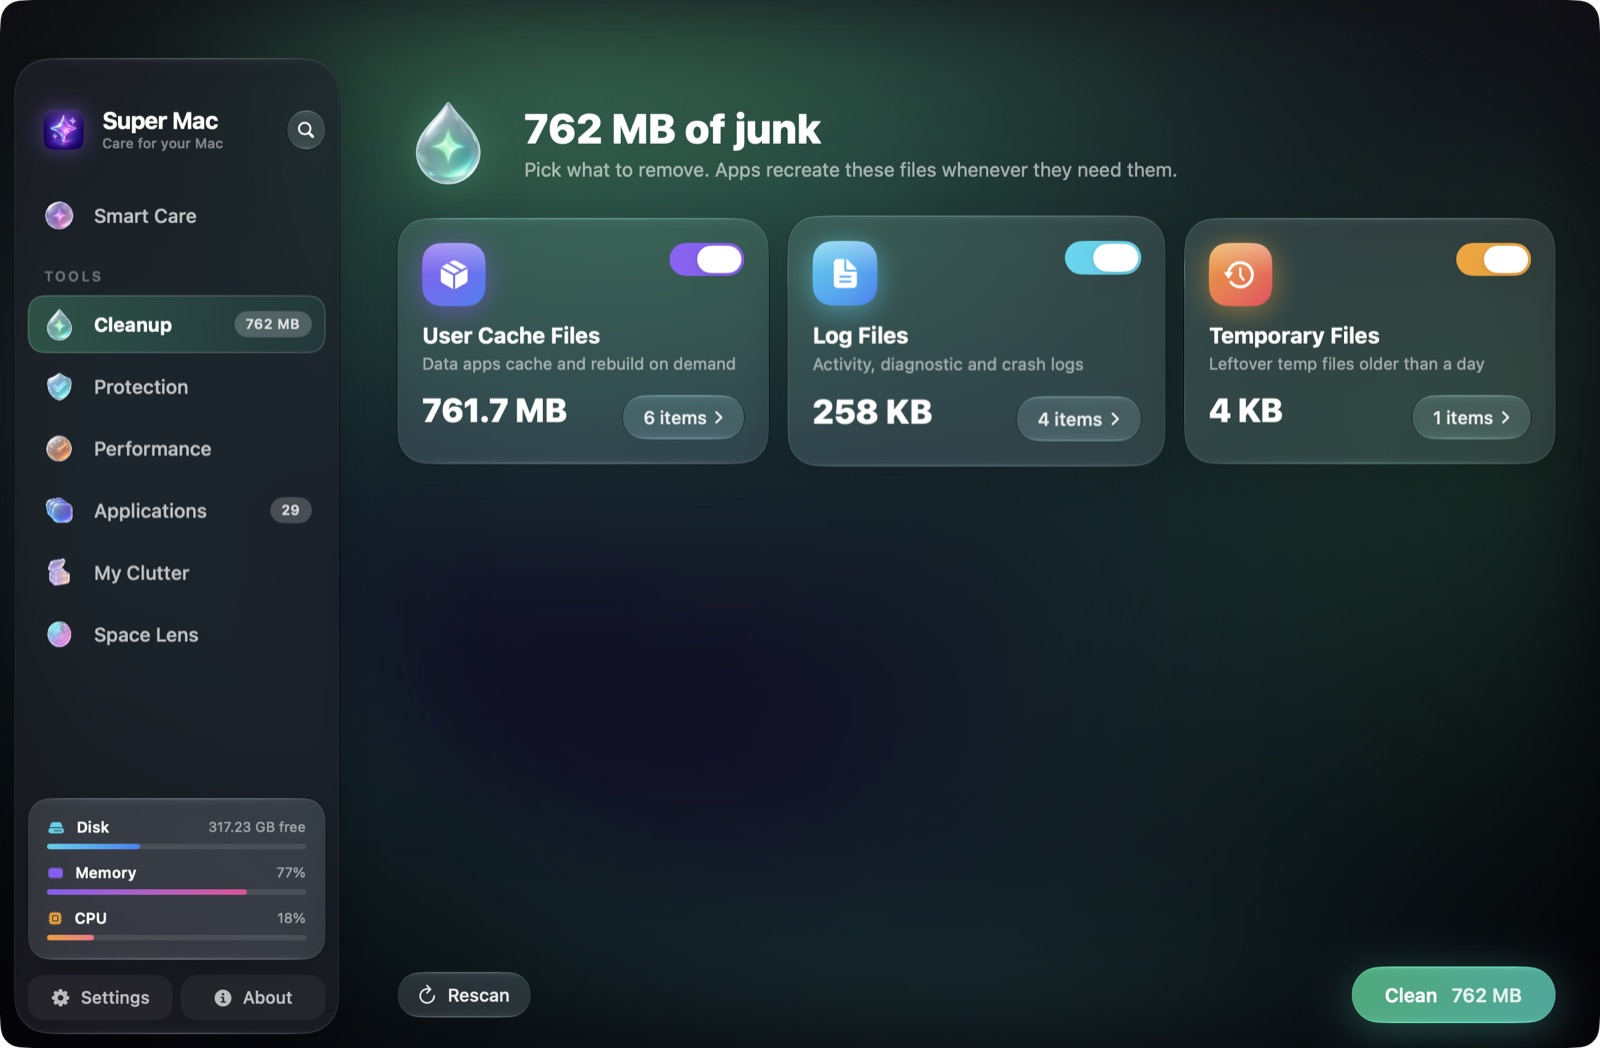 Super Mac
Care for your Mac
Smart Care
TOOLS
Cleanup 762 MB
Protection
Performance
Applications 29
My Clutter
Space Lens
Disk 317.23 GB free
Memory 77%
CPU 18%
Settings
About
762 MB of junk
Pick what to remove. Apps recreate these files whenever they need them.
User Cache Files
Data apps cache and rebuild on demand
761.7 MB
6 items
Log Files
Activity, diagnostic and crash logs
258 KB
4 items
Temporary Files
Leftover temp files older than a day
4 KB
1 items
Rescan
Clean 762 MB